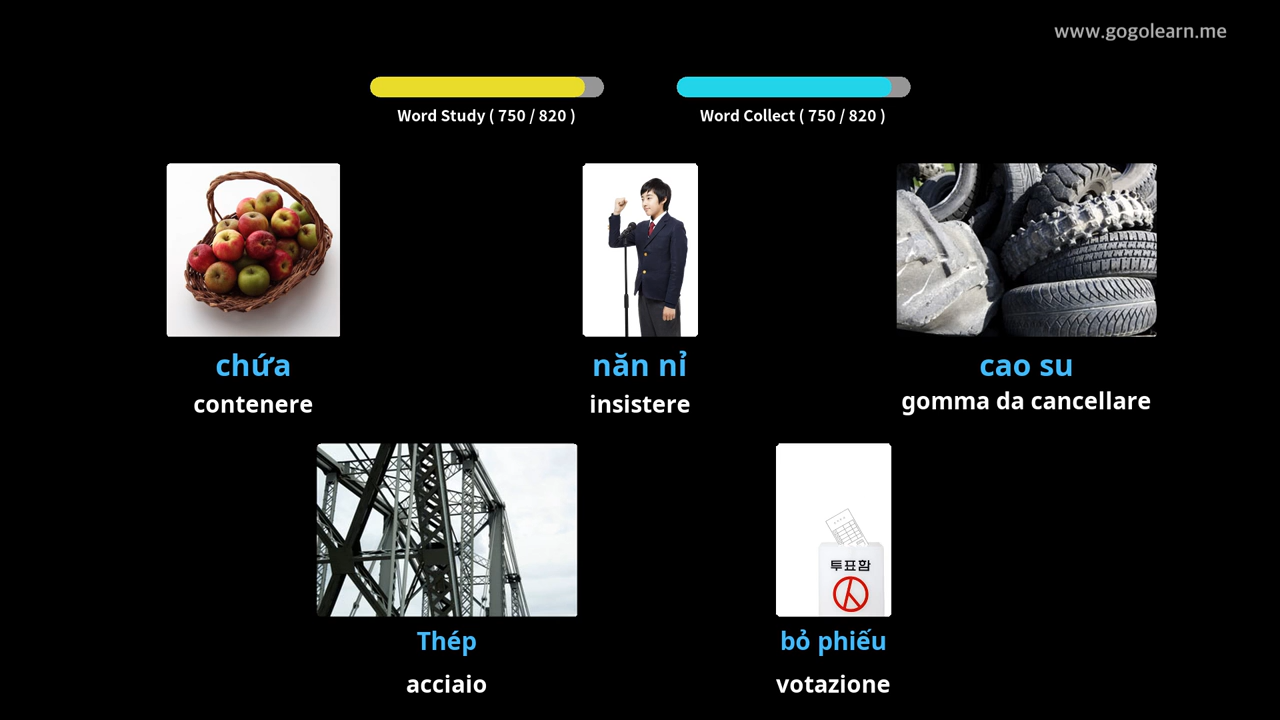 www.gogolearn.me
Word Study ( 750 / 820 )
Word Collect ( 750 / 820 )
chứa
contenere
năn nỉ
insistere
cao su
gomma da cancellare
Thép
acciaio
투표함
bỏ phiếu
votazione